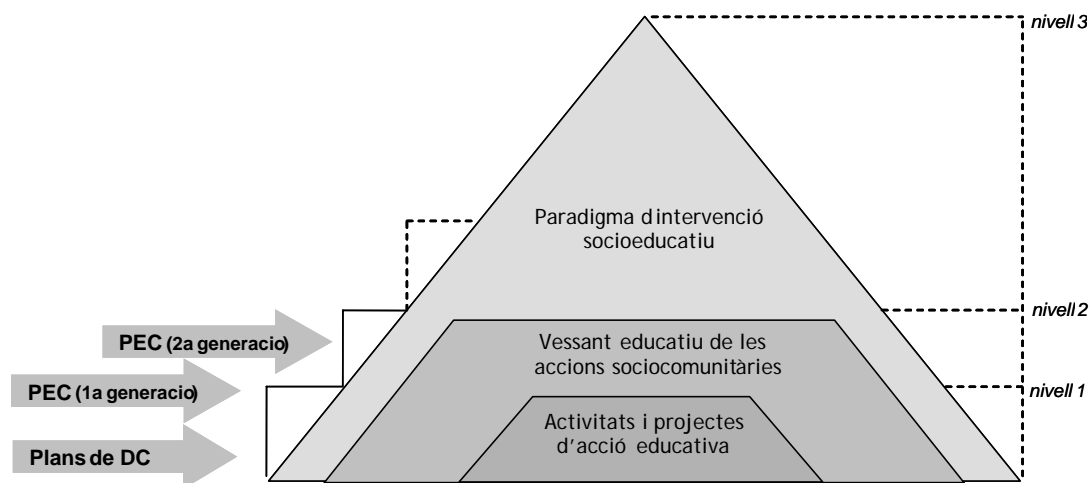 nivell 3
Paradigma d'intervenció
socioeducatiu
nivell 2
PEC (2a generacio)
Vessant educatiu de les
accions sociocomunitàries
PEC (1a generacio)
nivell 1
Activitats i projectes
d'acció educativa
Plans de DC